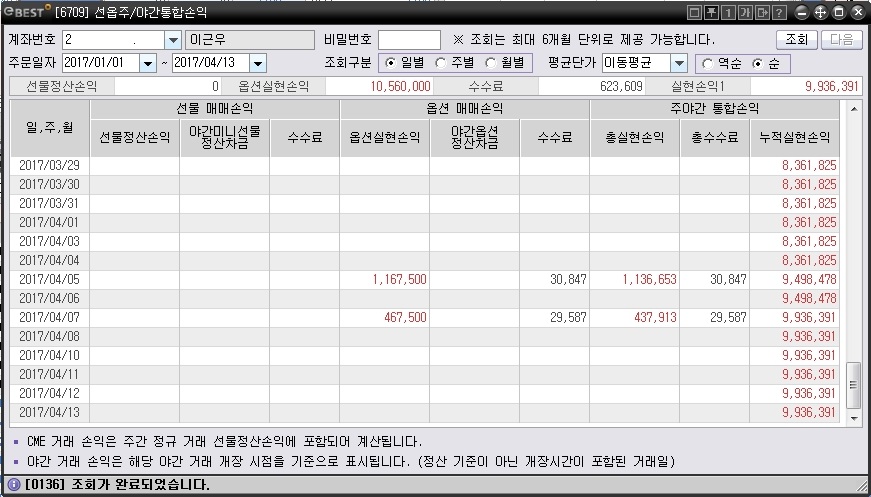 eBEST [6709] 선옵주/야간통합손익
계좌번호 2 . 이근우 비밀번호 ※ 조회는 최대 6개월 단위로 제공 가능합니다. 조회 다음
주문일자 2017/01/01 ~ 2017/04/13 조회구분 일별 주별 월별 평균단가 이동평균 역순 순
선물정산손익 0 옵션실현손익 10,560,000 수수료 623,609 실현손익1 9,936,391
일,주,월 선물 매매손익 옵션 매매손익 주야간 통합손익
선물정산손익 야간미니선물 정산차금 수수료 옵션실현손익 야간옵션 정산차금 수수료 총실현손익 총수수료 누적실현손익
2017/03/29 8,361,825
2017/03/30 8,361,825
2017/03/31 8,361,825
2017/04/01 8,361,825
2017/04/03 8,361,825
2017/04/04 8,361,825
2017/04/05 1,167,500 30,847 1,136,653 30,847 9,498,478
2017/04/06 9,498,478
2017/04/07 467,500 29,587 437,913 29,587 9,936,391
2017/04/08 9,936,391
2017/04/10 9,936,391
2017/04/11 9,936,391
2017/04/12 9,936,391
2017/04/13 9,936,391
▪ CME 거래 손익은 주간 정규 거래 선물정산손익에 포함되어 계산됩니다.
▪ 야간 거래 손익은 해당 야간 거래 개장 시점을 기준으로 표시됩니다. (정산 기준이 아닌 개장시간이 포함된 거래일)
[0136] 조회가 완료되었습니다.